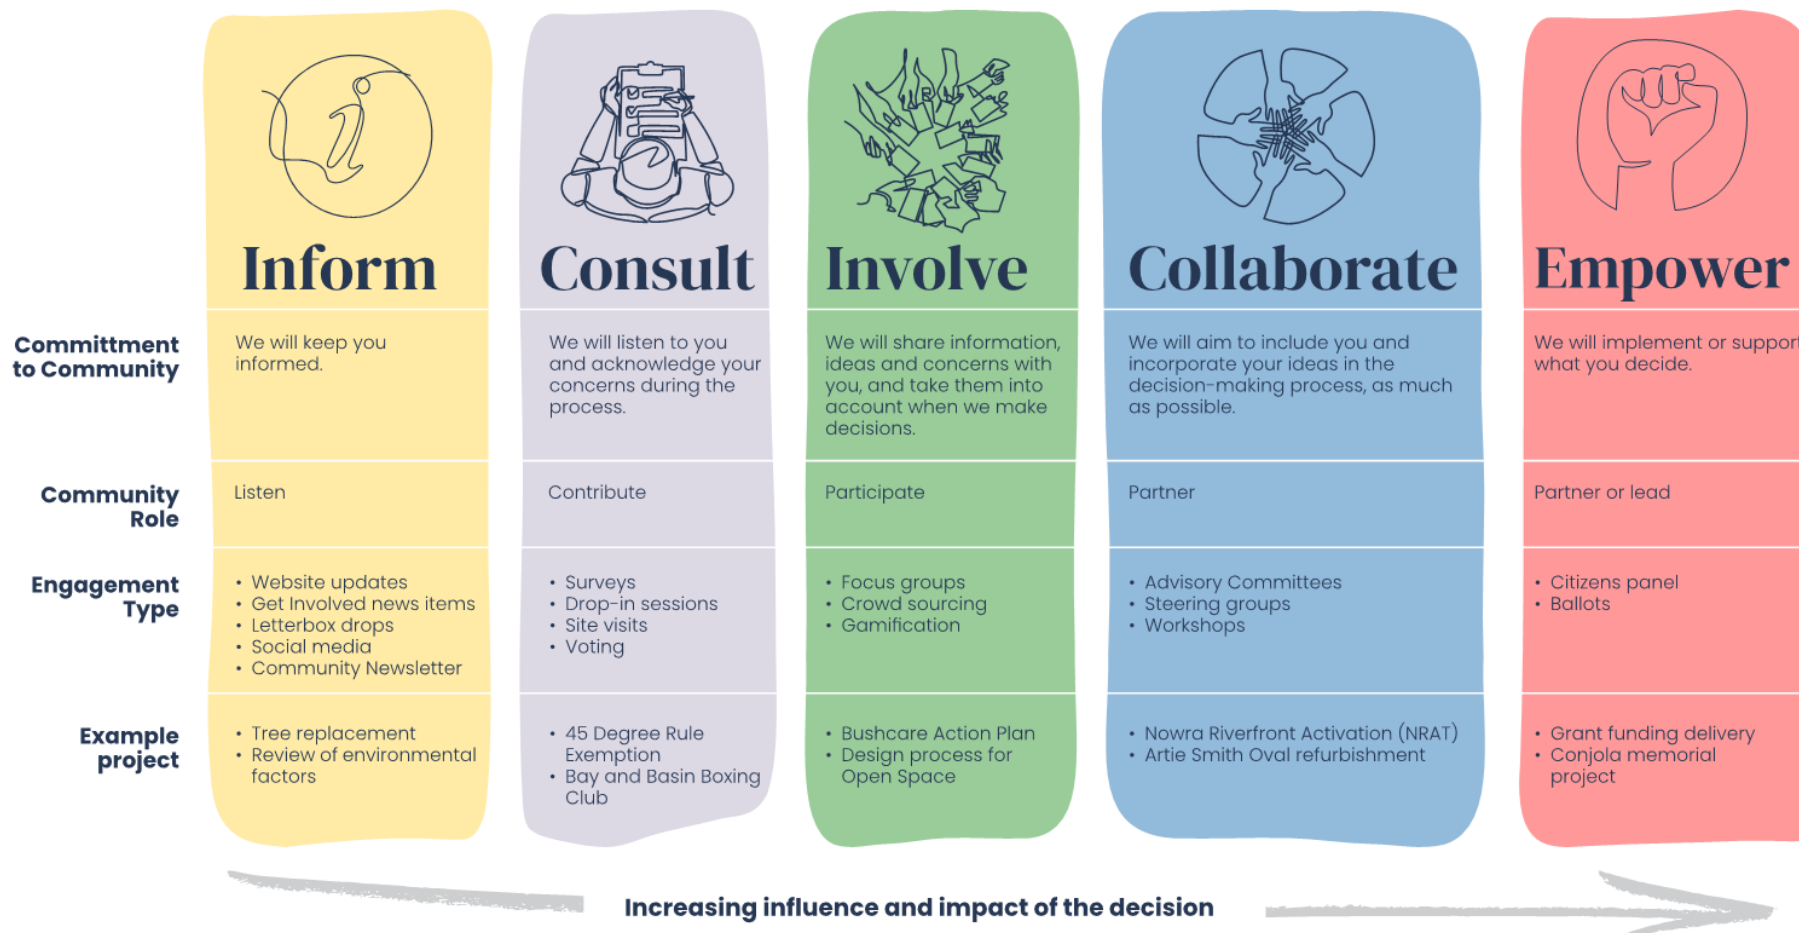 Inform
Consult
Involve
Collaborate
Empower
Committment
to Community
We will keep you
informed.
We will listen to you
and acknowledge your
concerns during the
process.
We will share information,
ideas and concerns with
you, and take them into
account when we make
decisions.
We will aim to include you and
incorporate your ideas in the
decision-making process, as much
as possible.
We will implement or support
what you decide.
Community
Role
Listen
Contribute
Participate
Partner
Partner or lead
Engagement
Type
• Website updates
• Get Involved news items
• Letterbox drops
• Social media
• Community Newsletter
• Surveys
• Drop-in sessions
• Site visits
• Voting
• Focus groups
• Crowd sourcing
• Gamification
• Advisory Committees
• Steering groups
• Workshops
• Citizens panel
• Ballots
Example
project
• Tree replacement
• Review of environmental
factors
• 45 Degree Rule
Exemption
• Bay and Basin Boxing
Club
• Bushcare Action Plan
• Design process for
Open Space
• Nowra Riverfront Activation (NRAT)
• Artie Smith Oval refurbishment
• Grant funding delivery
• Conjola memorial
project
Increasing influence and impact of the decision